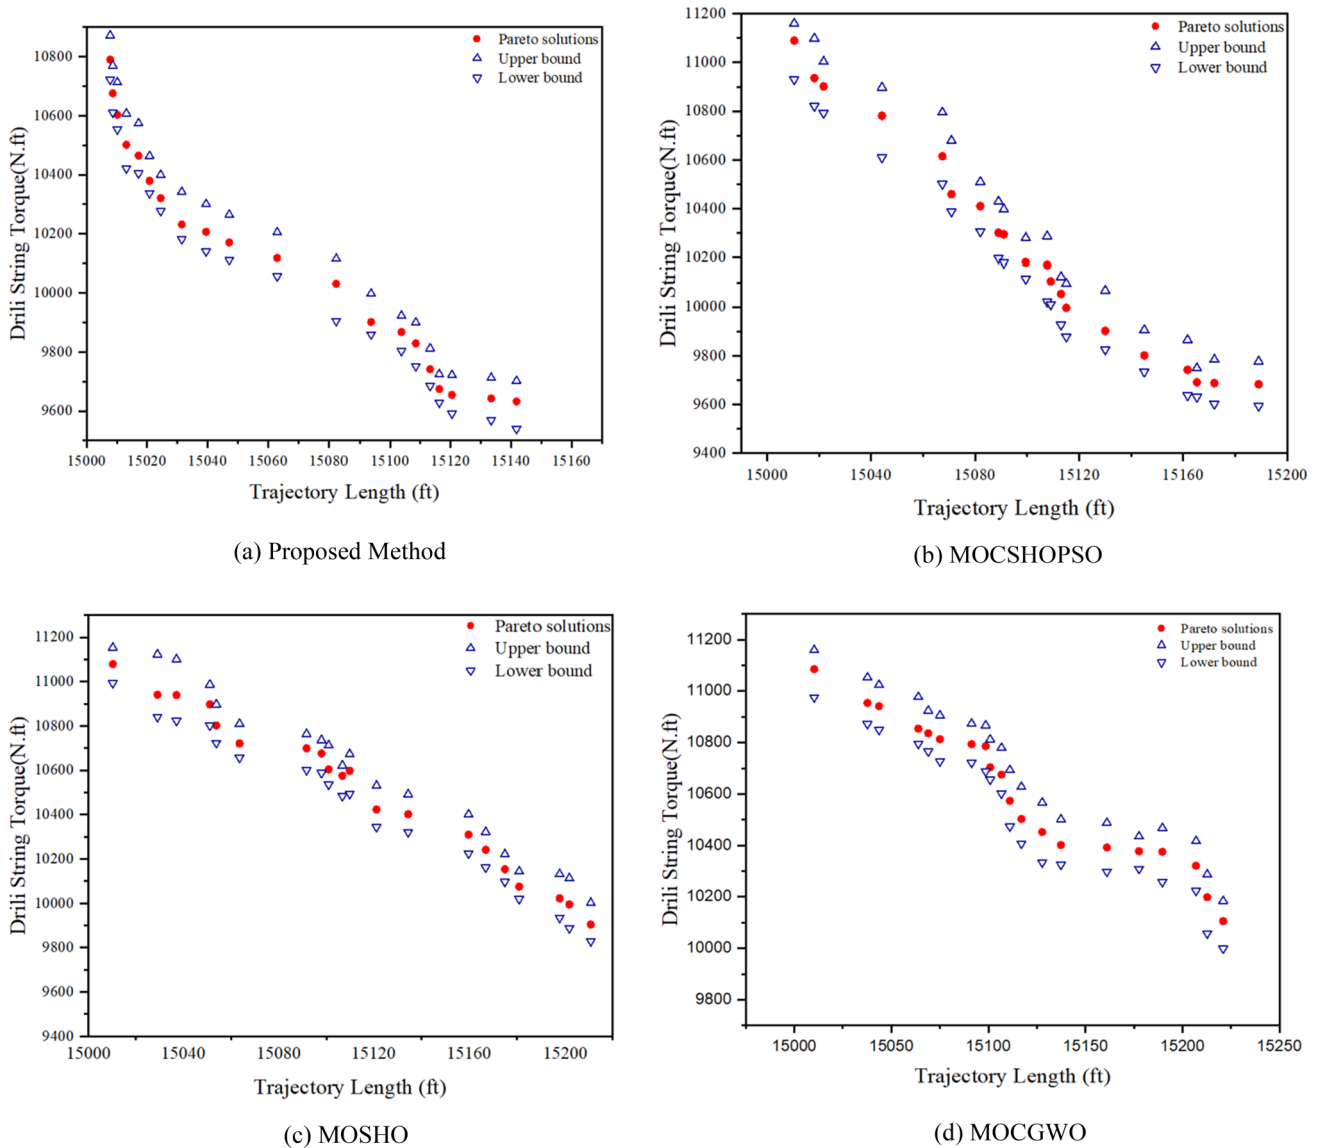 Pareto solutions
Upper bound
Lower bound
10800
10600
10400
10200
10000
9800
9600
Drili String Torque(N.ft)
15000 15020 15040 15060 15080 15100 15120 15140 15160
Trajectory Length (ft)
(a) Proposed Method
Pareto solutions
Upper bound
Lower bound
11200
11000
10800
10600
10400
10200
10000
9800
9600
9400
Drili String Torque(N.ft)
15000 15040 15080 15120 15160 15200
Trajectory Length (ft)
(b) MOCSHOPSO
Pareto solutions
Upper bound
Lower bound
11200
11000
10800
10600
10400
10200
10000
9800
9600
9400
Drili String Torque(N.ft)
15000 15040 15080 15120 15160 15200
Trajectory Length (ft)
(c) MOSHO
Pareto solutions
Upper bound
Lower bound
11200
11000
10800
10600
10400
10200
10000
9800
Drili String Torque(N.ft)
15000 15050 15100 15150 15200 15250
Trajectory Length (ft)
(d) MOCGWO